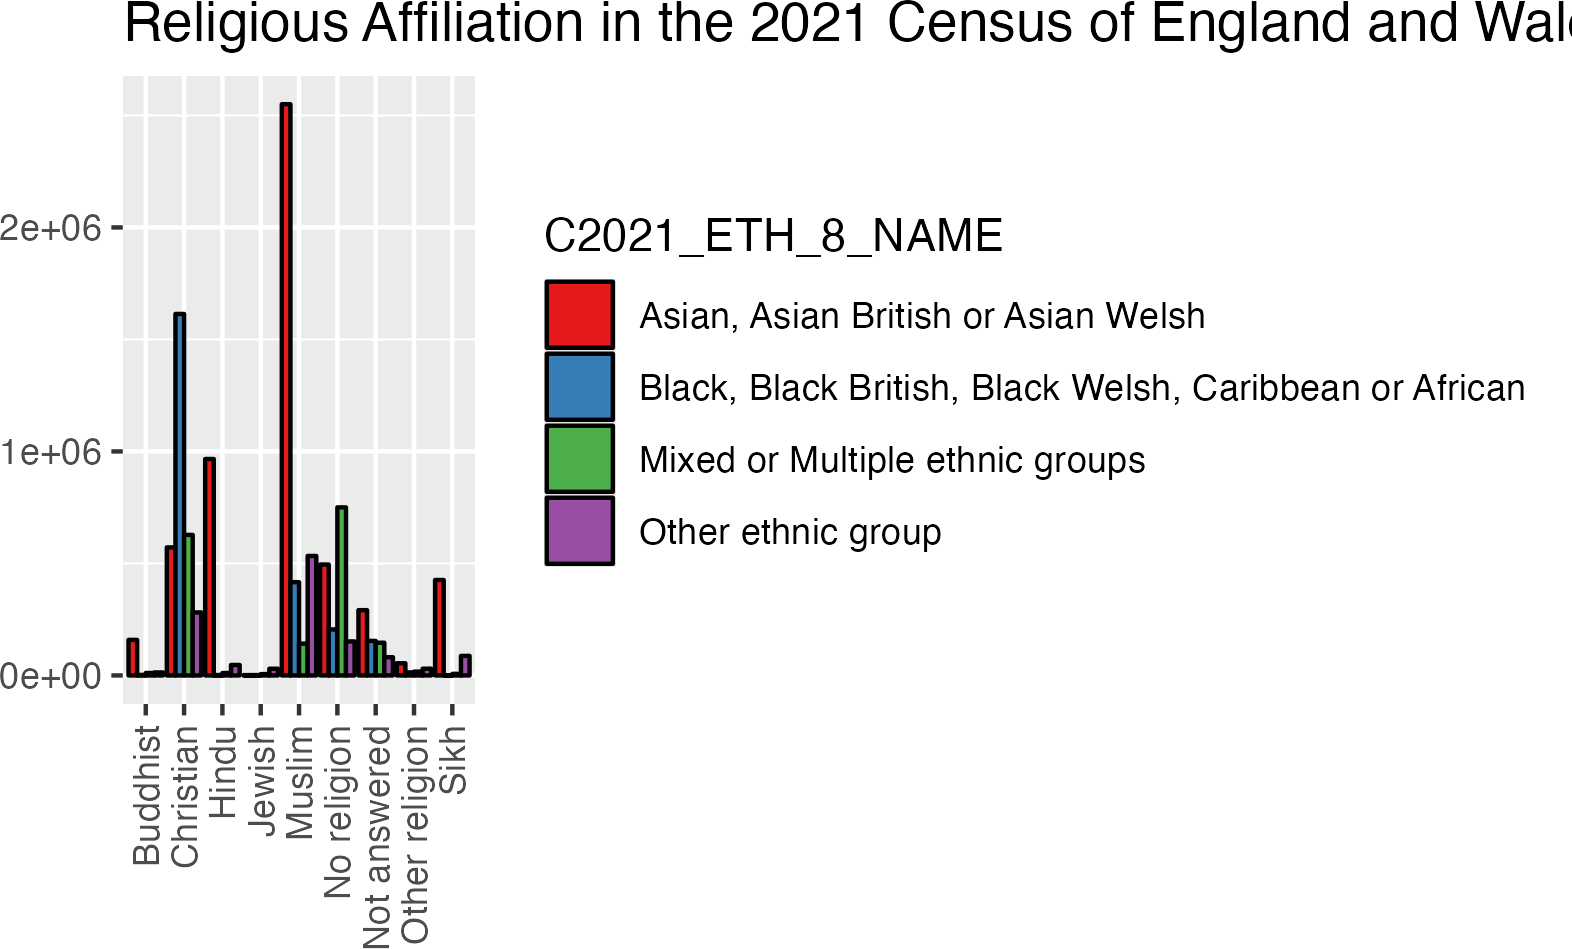 Religious Affiliation in the 2021 Census of England and Wale
2e+06
1e+06
0e+00
Buddhist
Christian
Hindu
Jewish
Muslim
No religion
Not answered
Other religion
Sikh
C2021_ETH_8_NAME
Asian, Asian British or Asian Welsh
Black, Black British, Black Welsh, Caribbean or African
Mixed or Multiple ethnic groups
Other ethnic group